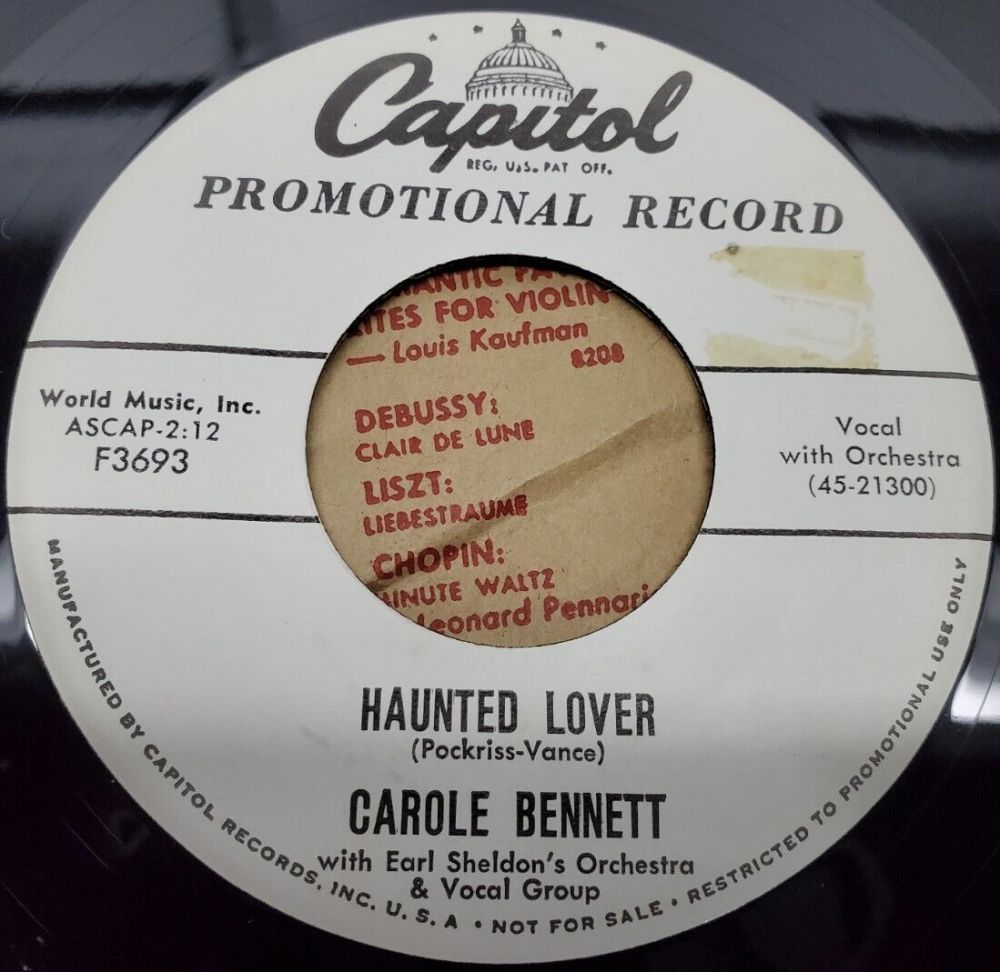 Capitol
REG. U.S. PAT OFF.
PROMOTIONAL RECORD
World Music, Inc.
ASCAP-2:12
F3693
Vocal
with Orchestra
(45-21300)
FOR VIOLIN
— Louis Kaufman
8208
DEBUSSY:
CLAIR DE LUNE
LISZT:
LIEBESTRAUME
CHOPIN:
MINUTE WALTZ
Leonard
HAUNTED LOVER
(Pockriss-Vance)
CAROLE BENNETT
with Earl Sheldon's Orchestra
& Vocal Group
MANUFACTURED BY CAPITOL RECORDS, INC. U. S. A • NOT FOR SALE • RESTRICTED TO PROMOTIONAL USE ONLY